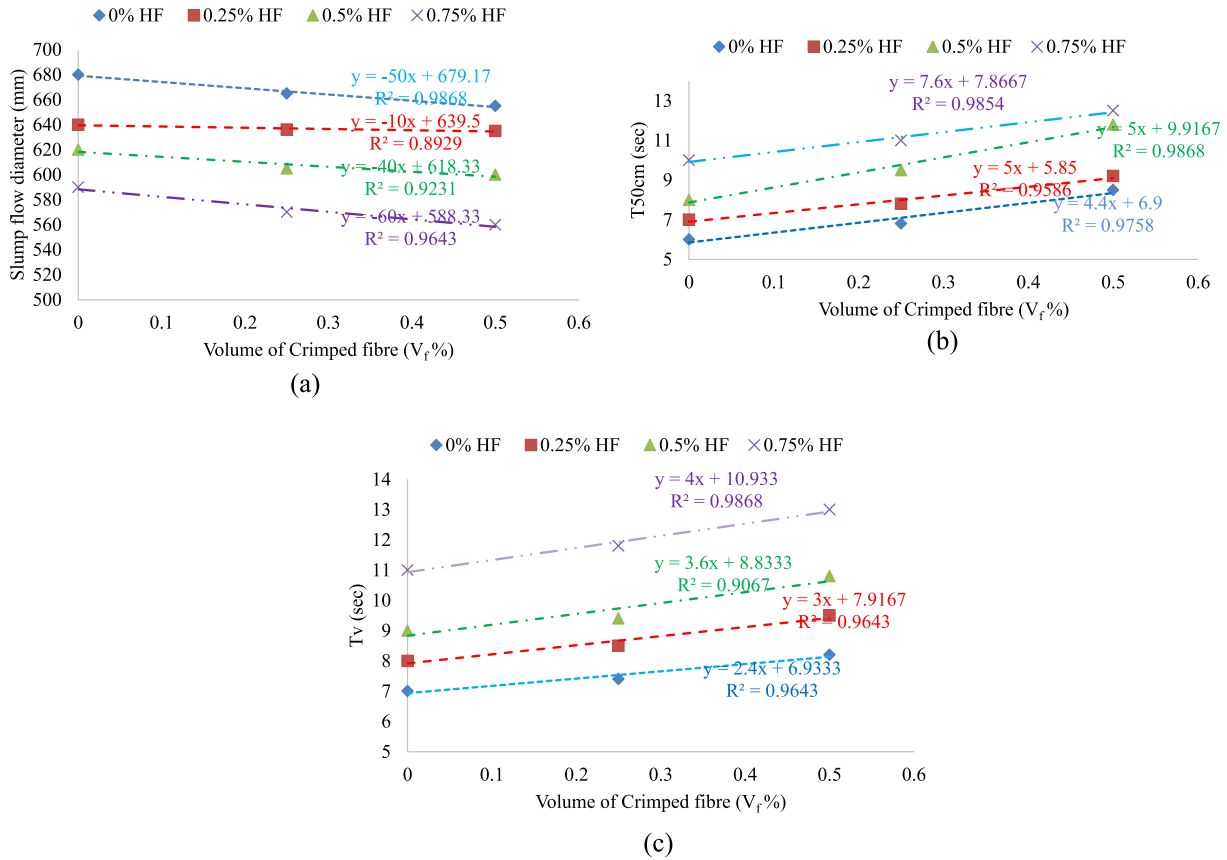 0% HF 0.25% HF 0.5% HF 0.75% HF
700
680
660
640
620
600
580
560
540
520
500
Slump flow diameter (mm)
y = -50x + 679.17
R² = 0.9868
y = -10x + 639.5
R² = 0.8929
y = -40x + 618.33
R² = 0.9231
y = -60x + 588.33
R² = 0.9643
0 0.1 0.2 0.3 0.4 0.5 0.6
Volume of Crimped fibre (Vf%)
(a)
0% HF 0.25% HF 0.5% HF 0.75% HF
13
11
9
7
5
T50cm (sec)
y = 7.6x + 7.8667
R² = 0.9854
y = 5x + 9.9167
R² = 0.9868
y = 5x + 5.85
R² = 0.9586
y = 4.4x + 6.9
R² = 0.9758
0 0.1 0.2 0.3 0.4 0.5 0.6
Volume of Crimped fibre (Vf%)
(b)
0% HF 0.25% HF 0.5% HF 0.75% HF
14
13
12
11
10
9
8
7
6
5
Tv (sec)
y = 4x + 10.933
R² = 0.9868
y = 3.6x + 8.8333
R² = 0.9067
y = 3x + 7.9167
R² = 0.9643
y = 2.4x + 6.9333
R² = 0.9643
0 0.1 0.2 0.3 0.4 0.5 0.6
Volume of Crimped fibre (Vf%)
(c)